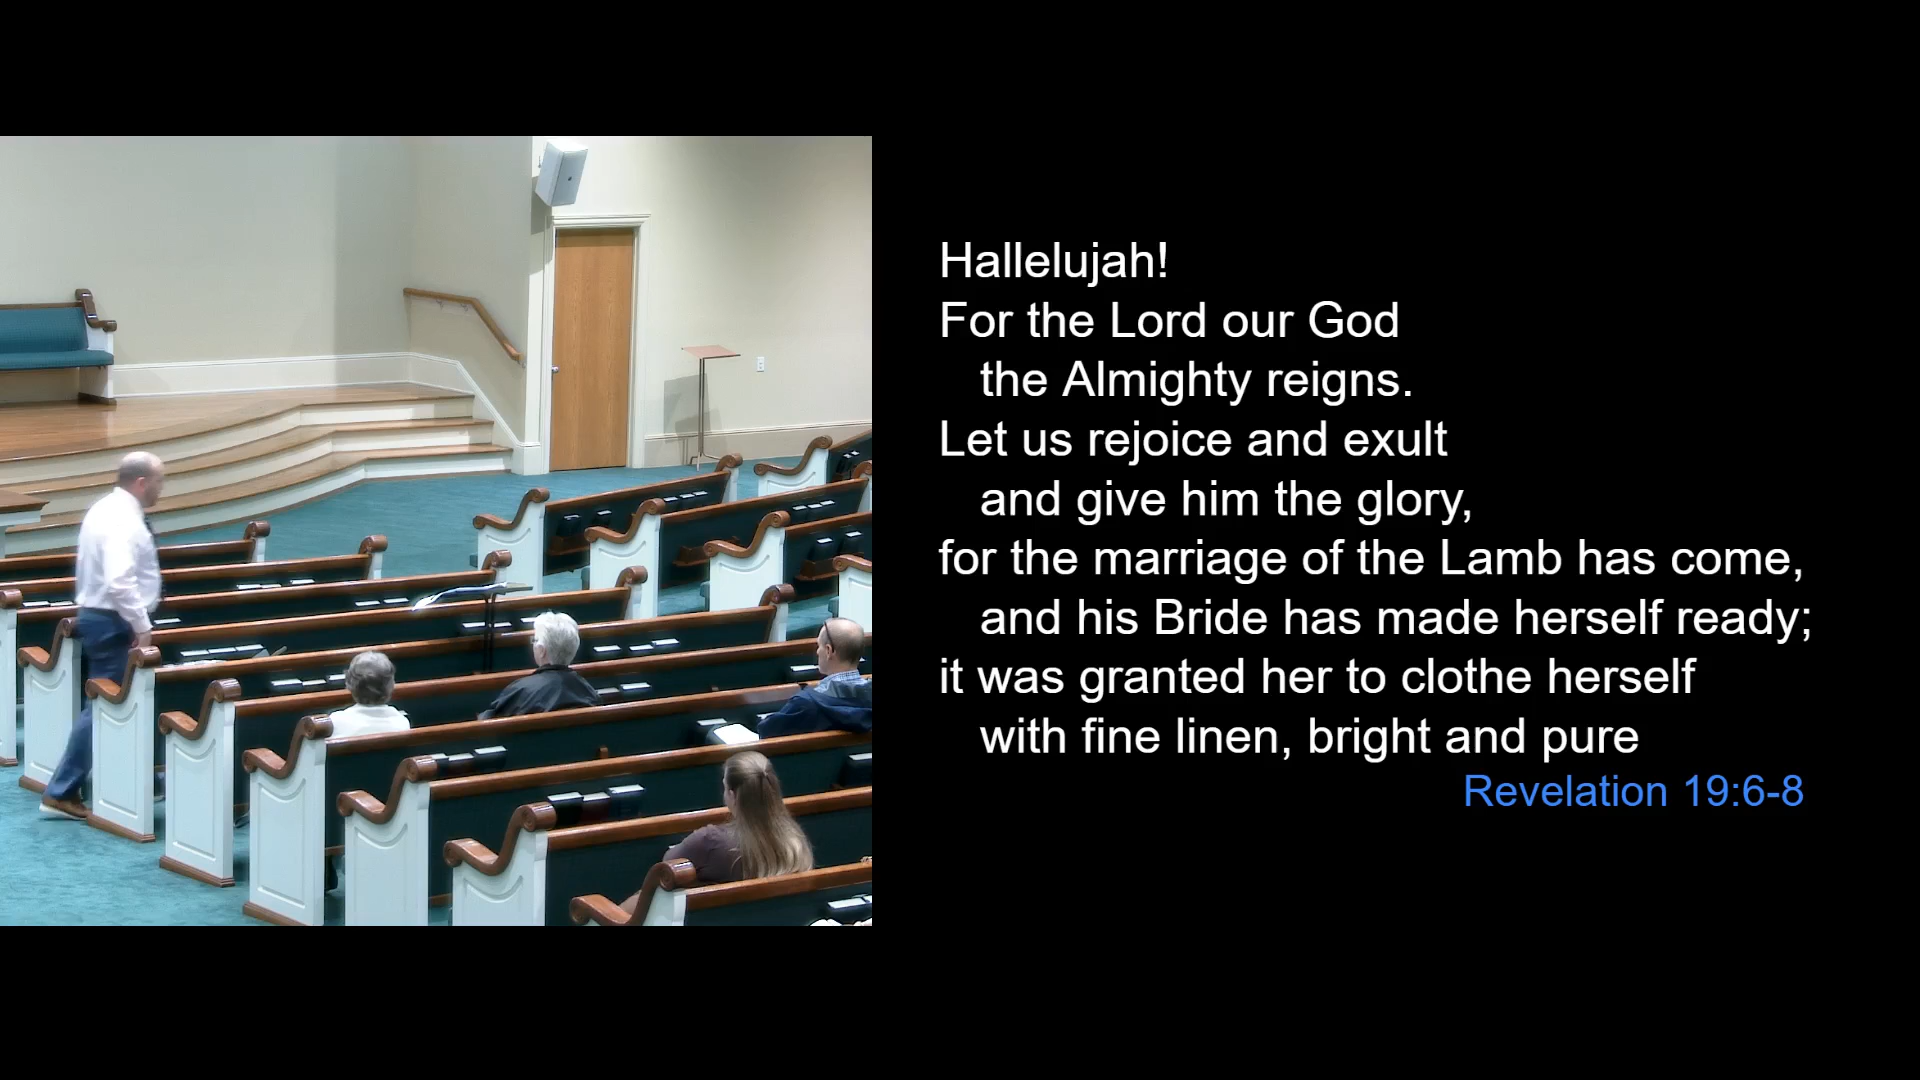 Hallelujah!
For the Lord our God
the Almighty reigns.
Let us rejoice and exult
and give him the glory,
for the marriage of the Lamb has come,
and his Bride has made herself ready;
it was granted her to clothe herself
with fine linen, bright and pure
Revelation 19:6-8